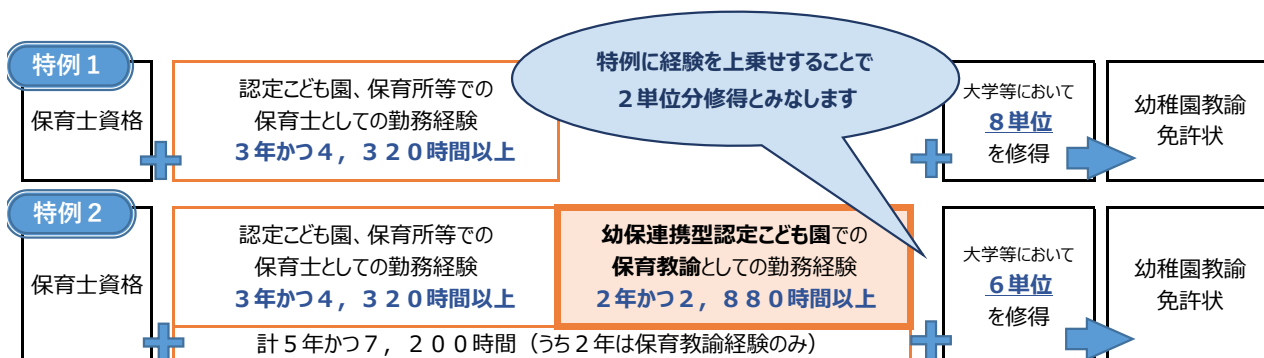 特例１
保育士資格
認定こども園、保育所等での
保育士としての勤務経験
３年かつ４，３２０時間以上
特例に経験を上乗せすることで
２単位分修得とみなします
大学等において
８単位
を修得
幼稚園教諭
免許状
特例２
保育士資格
認定こども園、保育所等での
保育士としての勤務経験
３年かつ４，３２０時間以上
幼保連携型認定こども園での
保育教諭としての勤務経験
２年かつ２，８８０時間以上
計５年かつ７，２００時間（うち２年は保育教諭経験のみ）
大学等において
６単位
を修得
幼稚園教諭
免許状